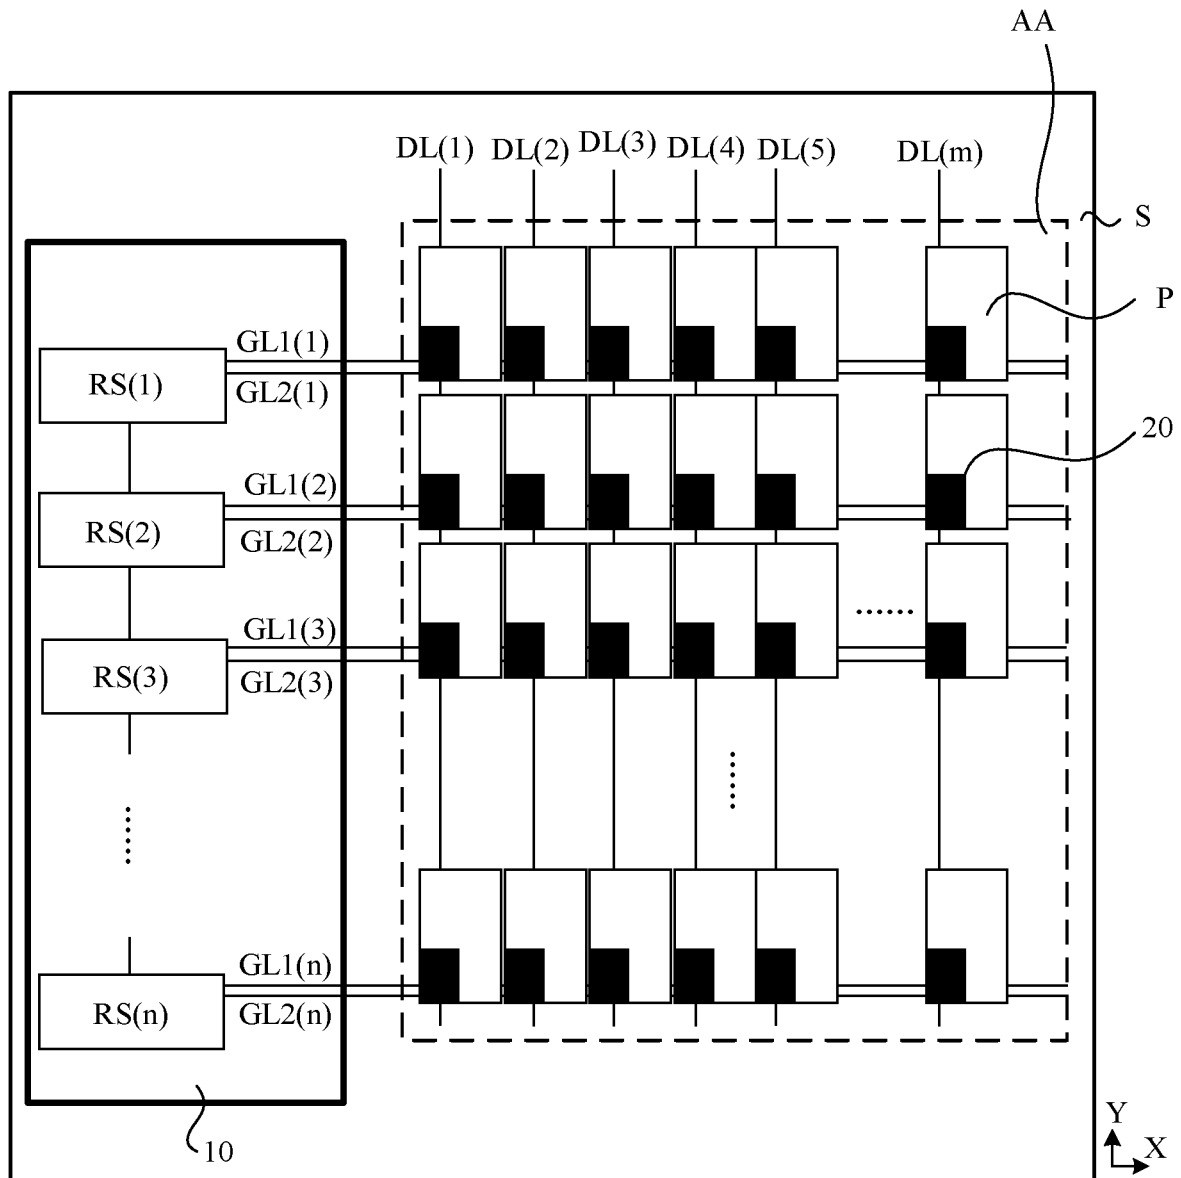 AA
DL(1) DL(2) DL(3) DL(4) DL(5) DL(m)
S
P
GL1(1)
RS(1)
GL2(1)
20
GL1(2)
RS(2)
GL2(2)
......
GL1(3)
RS(3)
GL2(3)
......
......
GL1(n)
RS(n)
GL2(n)
10
Y
X